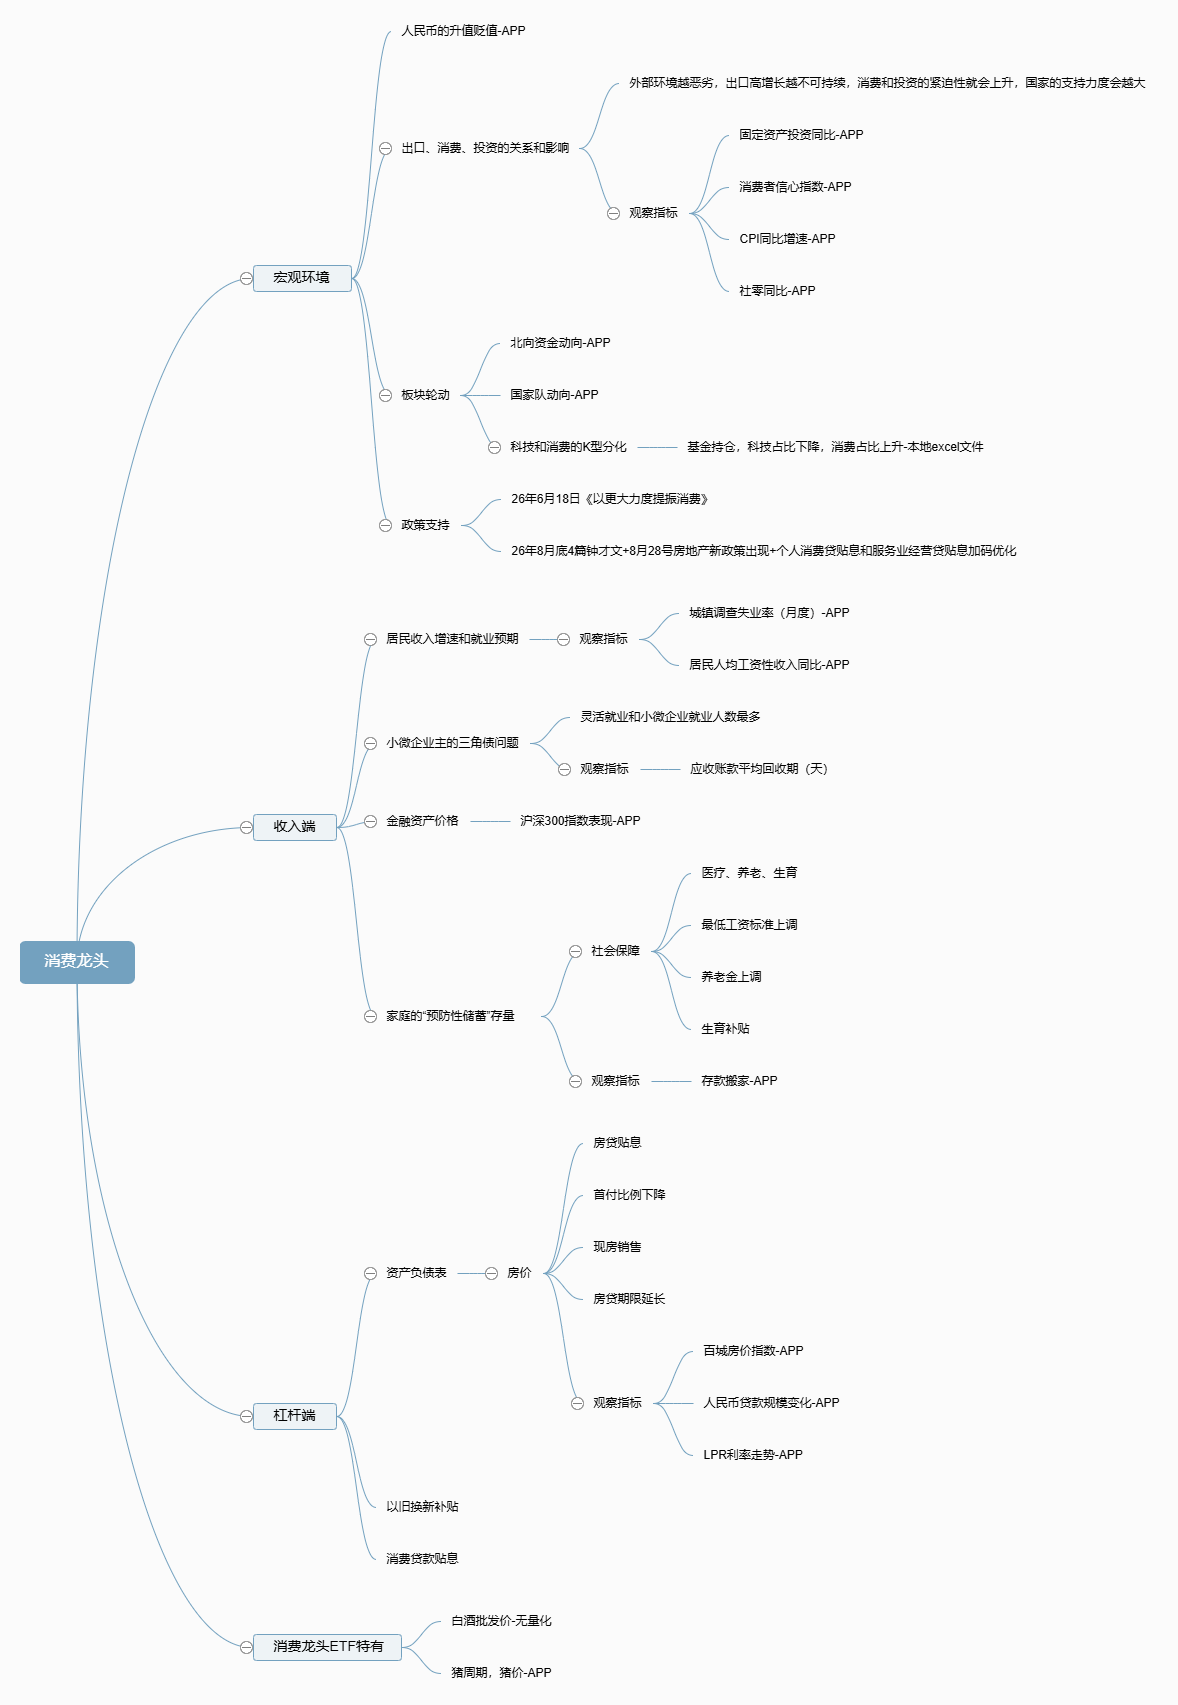 人民币的升值贬值-APP
外部环境越恶劣，出口高增长越不可持续，消费和投资的紧迫性就会上升，国家的支持力度会越大
固定资产投资同比-APP
出口、消费、投资的关系和影响
消费者信心指数-APP
观察指标
CPI同比增速-APP
宏观环境
社零同比-APP
北向资金动向-APP
板块轮动
国家队动向-APP
科技和消费的K型分化
基金持仓，科技占比下降，消费占比上升-本地excel文件
26年6月18日《以更大力度提振消费》
政策支持
26年8月底4篇钟才文+8月28号房地产新政策出现+个人消费贷贴息和服务业经营贷贴息加码优化
城镇调查失业率（月度）-APP
居民收入增速和就业预期
观察指标
居民人均工资性收入同比-APP
灵活就业和小微企业就业人数最多
小微企业主的三角债问题
观察指标
应收账款平均回收期（天）
收入端
金融资产价格
沪深300指数表现-APP
医疗、养老、生育
最低工资标准上调
社会保障
消费龙头
养老金上调
家庭的“预防性储蓄”存量
生育补贴
观察指标
存款搬家-APP
房贷贴息
首付比例下降
现房销售
资产负债表
房价
房贷期限延长
百城房价指数-APP
观察指标
人民币贷款规模变化-APP
杠杆端
LPR利率走势-APP
以旧换新补贴
消费贷款贴息
白酒批发价-无量化
消费龙头ETF特有
猪周期，猪价-APP